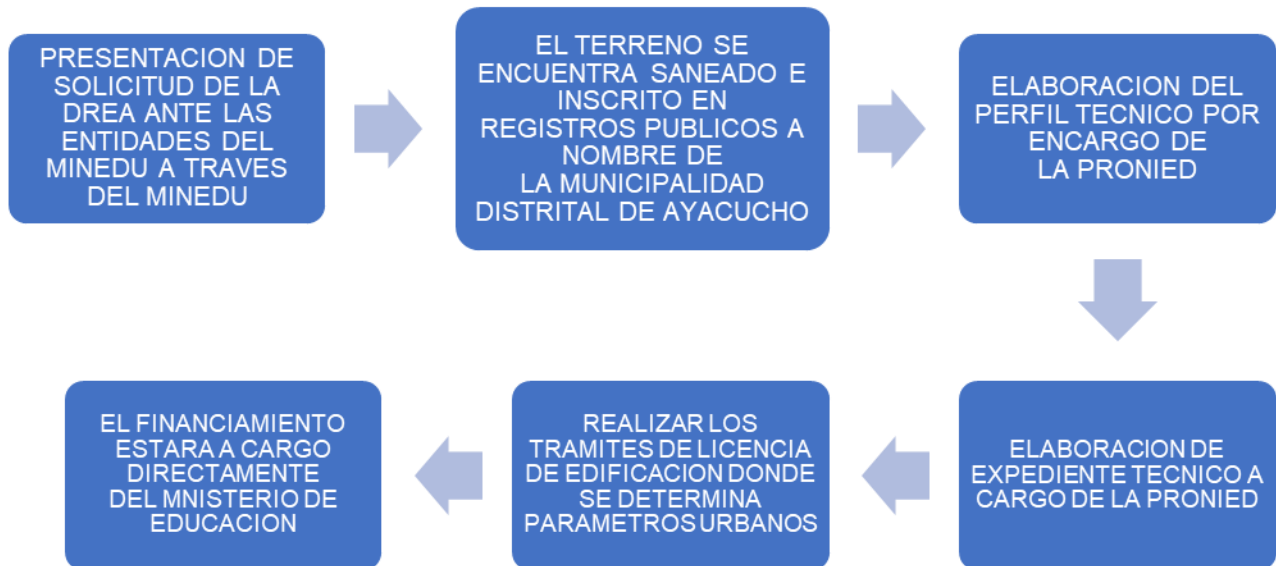 PRESENTACION DE
SOLICITUD DE LA
DREA ANTE LAS
ENTIDADES DEL
MINEDU A TRAVES
DEL MINEDU
EL TERRENO SE
ENCUENTRA SANEADO E
INSCRITO EN
REGISTROS PUBLICOS A
NOMBRE DE
LA MUNICIPALIDAD
DISTRITAL DE AYACUCHO
ELABORACION DEL
PERFIL TECNICO POR
ENCARGO DE
LA PRONIED
ELABORACION DE
EXPEDIENTE TECNICO A
CARGO DE LA PRONIED
REALIZAR LOS
TRAMITES DE LICENCIA
DE EDIFICACION DONDE
SE DETERMINA
PARAMETROS URBANOS
EL FINANCIAMIENTO
ESTARA A CARGO
DIRECTAMENTE
DEL MNISTERIO DE
EDUCACION